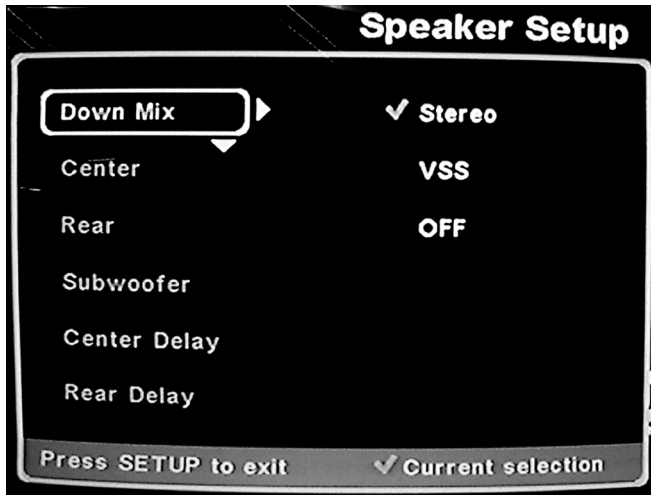 Speaker Setup
Down Mix
✓ Stereo
Center
VSS
Rear
OFF
Subwoofer
Center Delay
Rear Delay
Press SETUP to exit
✓ Current selection